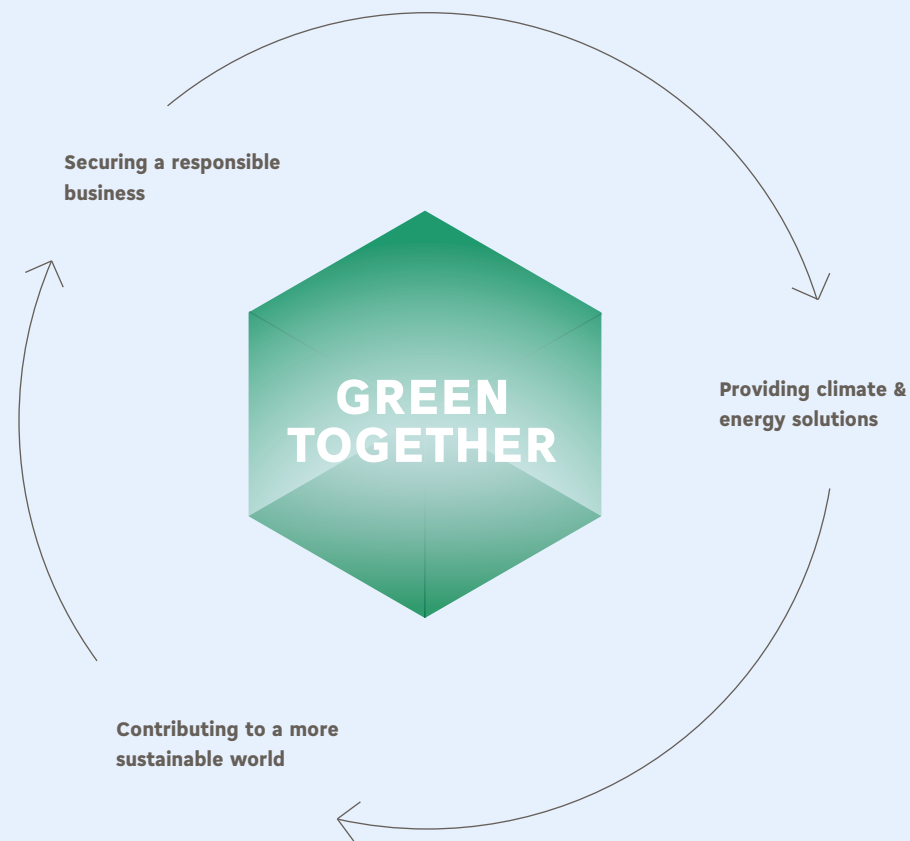 Securing a responsible
business
GREEN
TOGETHER
Providing climate &
energy solutions
Contributing to a more
sustainable world